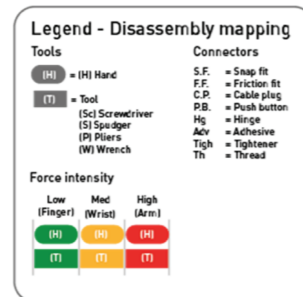 Legend - Disassembly mapping
Tools
(H) = (H) Hand
(T) = Tool
(Sc) Screwdriver
(S) Spudger
(P) Pliers
(W) Wrench
Connectors
S.F. = Snap fit
F.F. = Friction fit
C.P. = Cable plug
P.B. = Push button
Hg = Hinge
Adv = Adhesive
Tigh = Tightener
Th = Thread
Force intensity
Low Med High
(Finger) (Wrist) (Arm)
(H) (H) (H)
(T) (T) (T)